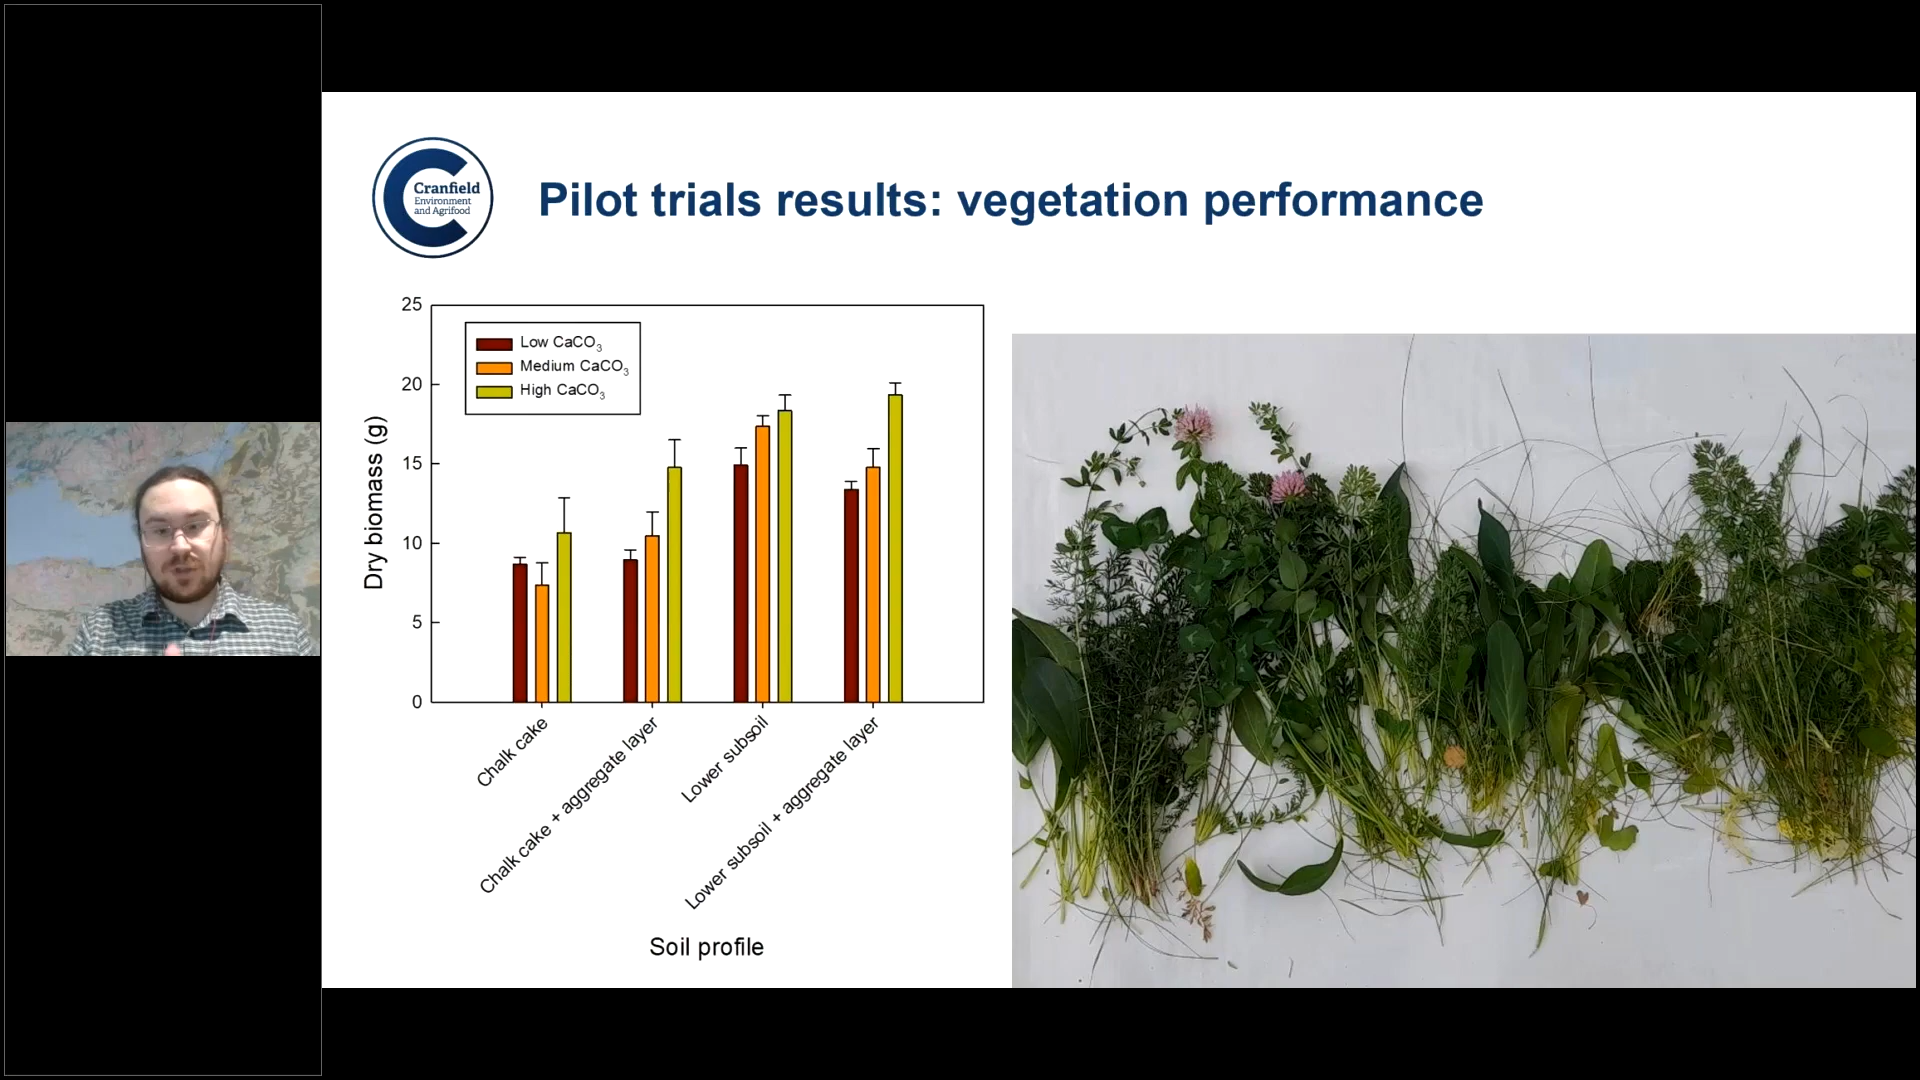 Cranfield
Environment
and Agrifood
Pilot trials results: vegetation performance
25
20
15
10
5
0
Dry biomass (g)
Low CaCO₃
Medium CaCO₃
High CaCO₃
Chalk cake
Chalk cake + aggregate layer
Lower subsoil
Lower subsoil + aggregate layer
Soil profile